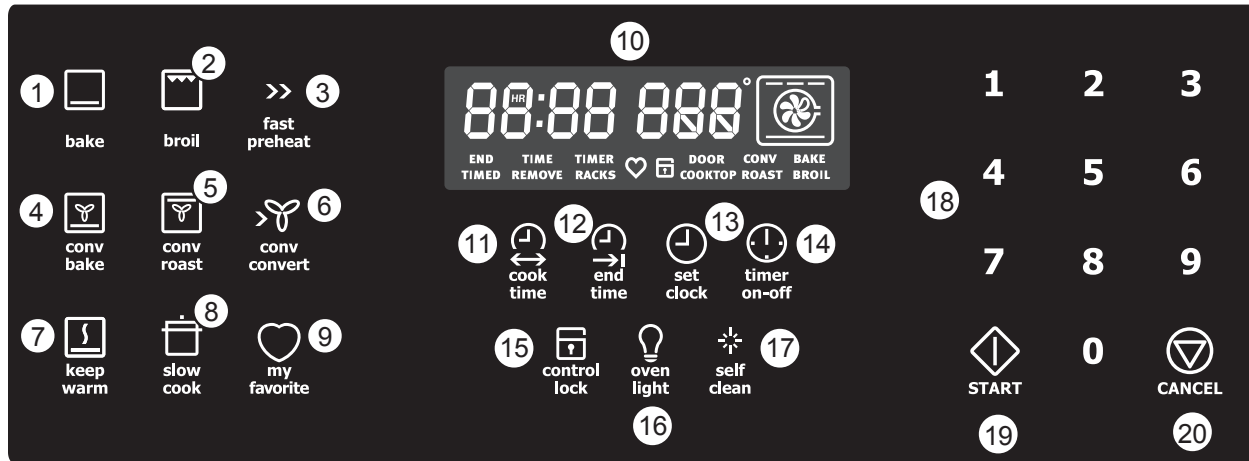 10
1
2
3
bake
broil
fast
preheat
88:88 888°
HR
END TIME TIMER DOOR CONV BAKE
TIMED REMOVE RACKS COOKTOP ROAST BROIL
1 2 3
4
5
6
conv
bake
conv
roast
conv
convert
11
12
13
14
cook
time
end
time
set
clock
timer
on-off
18
4 5 6
7 8 9
7
8
9
keep
warm
slow
cook
my
favorite
15
16
17
control
lock
oven
light
self
clean
0
START
CANCEL
19
20